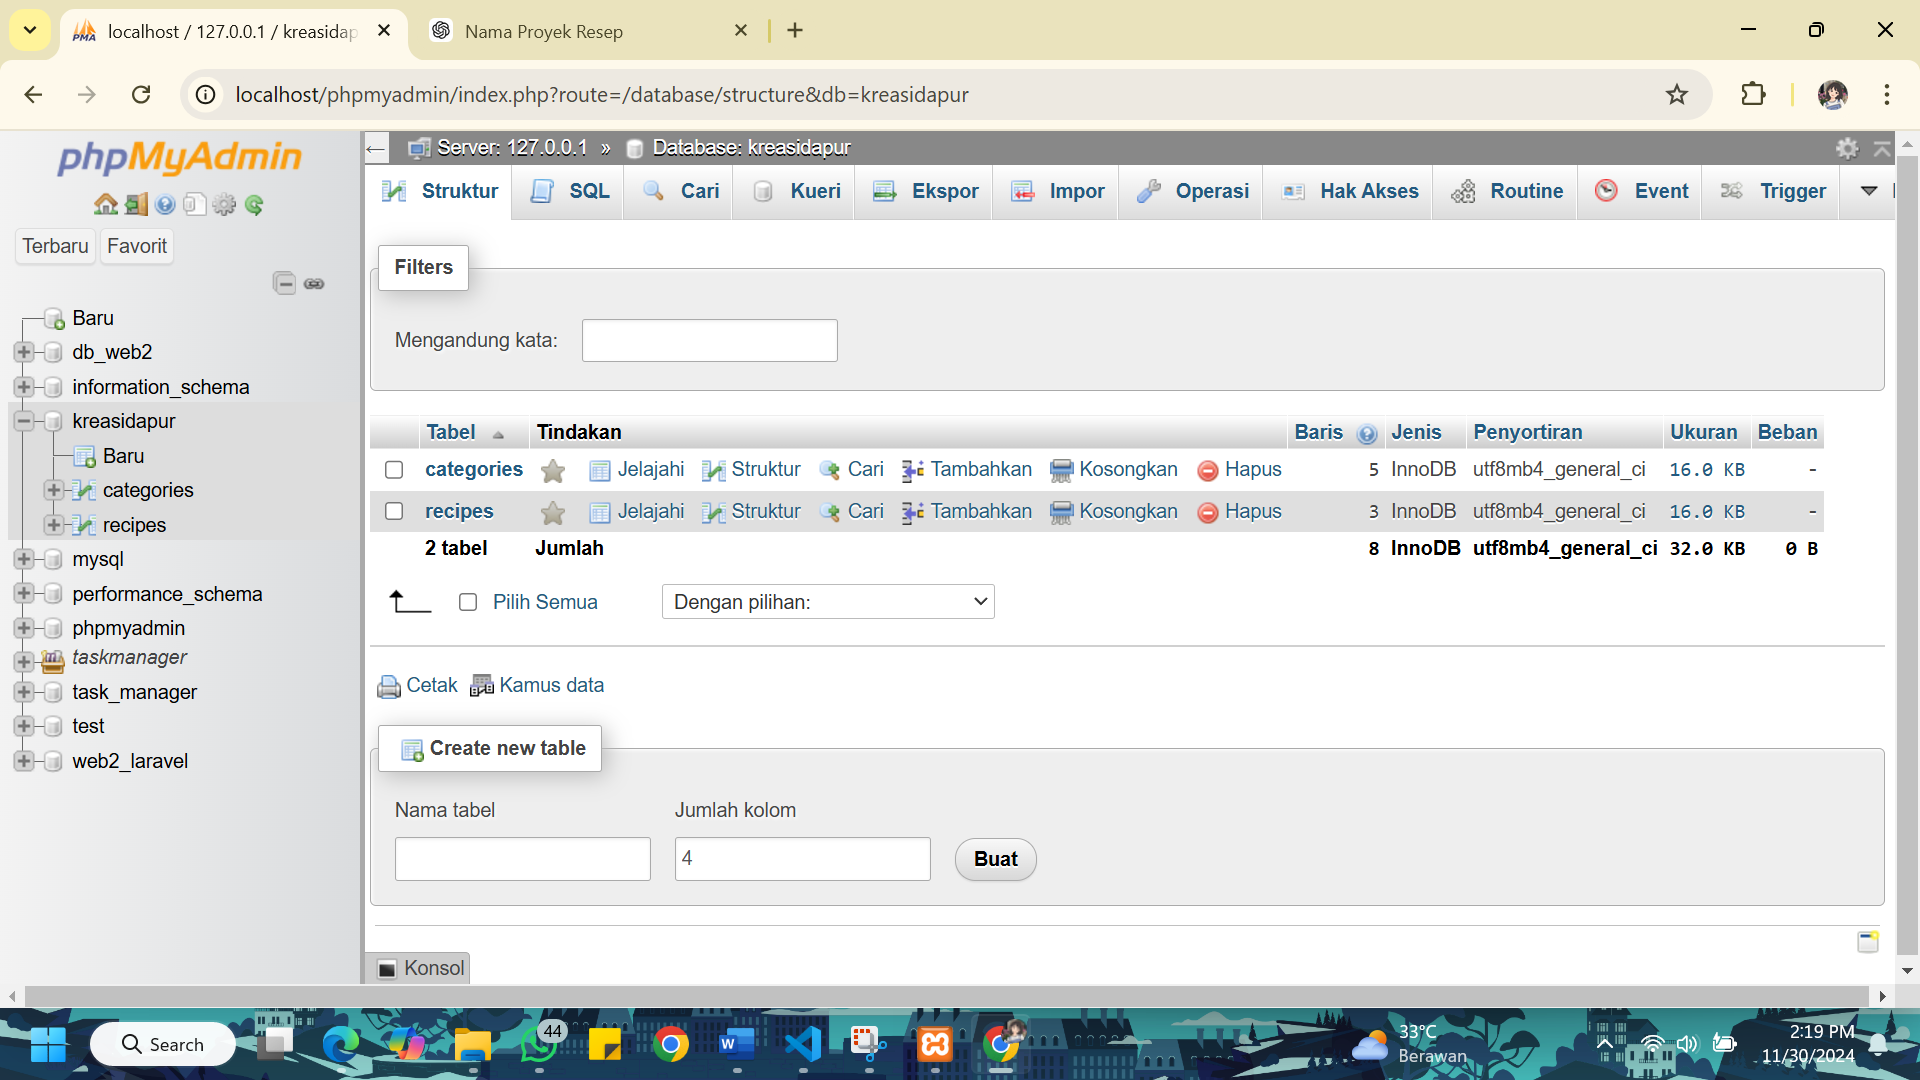 localhost / 127.0.0.1 / kreasidap
Nama Proyek Resep
localhost/phpmyadmin/index.php?route=/database/structure&db=kreasidapur
phpMyAdmin
Terbaru
Favorit
Baru
db_web2
information_schema
kreasidapur
Baru
categories
recipes
mysql
performance_schema
phpmyadmin
taskmanager
task_manager
test
web2_laravel
Server: 127.0.0.1 » Database: kreasidapur
Struktur SQL Cari Kueri Ekspor Impor Operasi Hak Akses Routine Event Trigger
Filters
Mengandung kata:
Tabel Tindakan Baris Jenis Penyortiran Ukuran Beban
categories Jelajahi Struktur Cari Tambahkan Kosongkan Hapus 5 InnoDB utf8mb4_general_ci 16.0 KB -
recipes Jelajahi Struktur Cari Tambahkan Kosongkan Hapus 3 InnoDB utf8mb4_general_ci 16.0 KB -
2 tabel Jumlah 8 InnoDB utf8mb4_general_ci 32.0 KB 0 B
Pilih Semua
Dengan pilihan:
Cetak Kamus data
Create new table
Nama tabel Jumlah kolom
4 Buat
Konsol
Search
44
33°C
Berawan
2:19 PM
11/30/2024